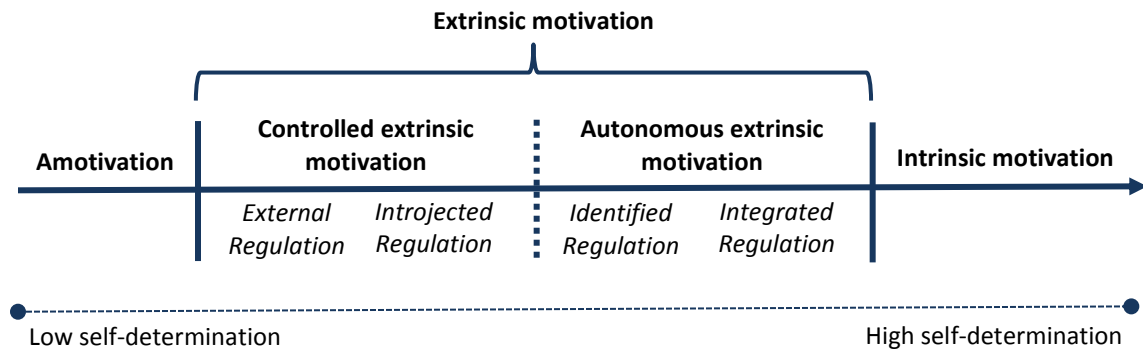 Extrinsic motivation
Controlled extrinsic
motivation
Autonomous extrinsic
motivation
Amotivation
Intrinsic motivation
External
Regulation
Introjected
Regulation
Identified
Regulation
Integrated
Regulation
Low self-determination
High self-determination